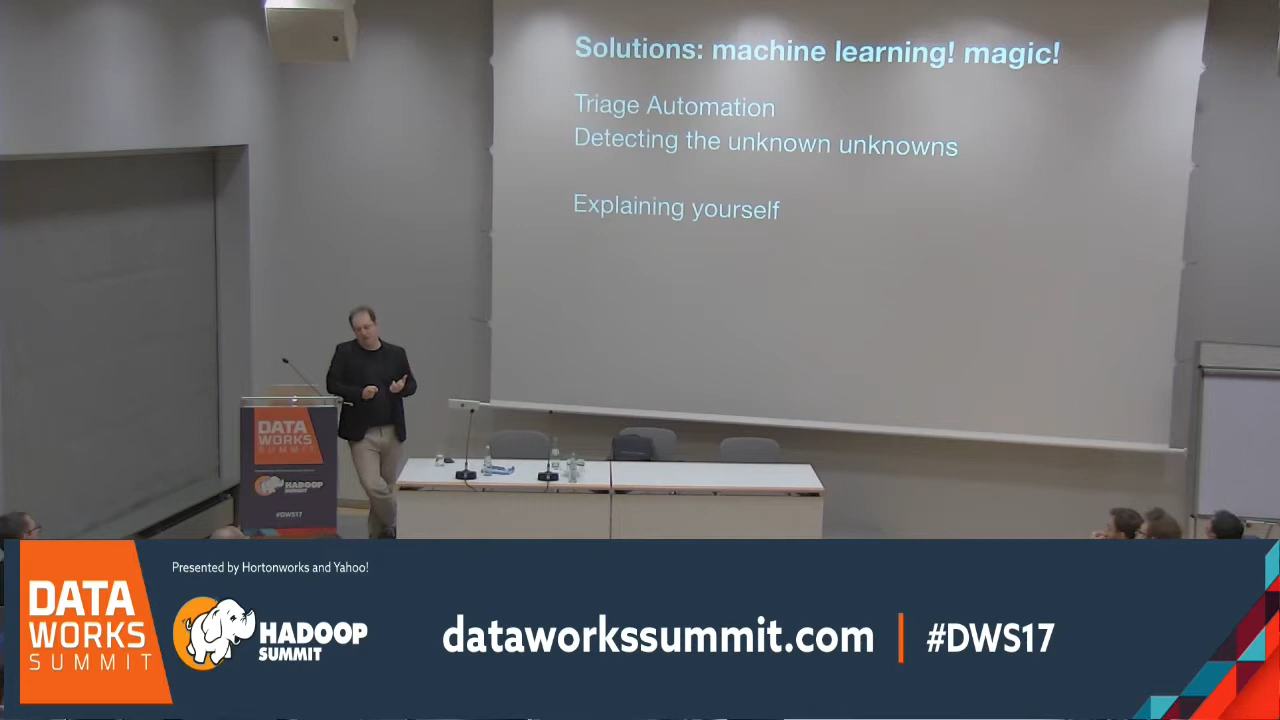 Solutions: machine learning! magic!
Triage Automation
Detecting the unknown unknowns
Explaining yourself
DATA
WORKS
SUMMIT
HADOOP
SUMMIT
#DWS17
DATA
WORKS
SUMMIT
Presented by Hortonworks and Yahoo!
HADOOP
SUMMIT
dataworkssummit.com | #DWS17